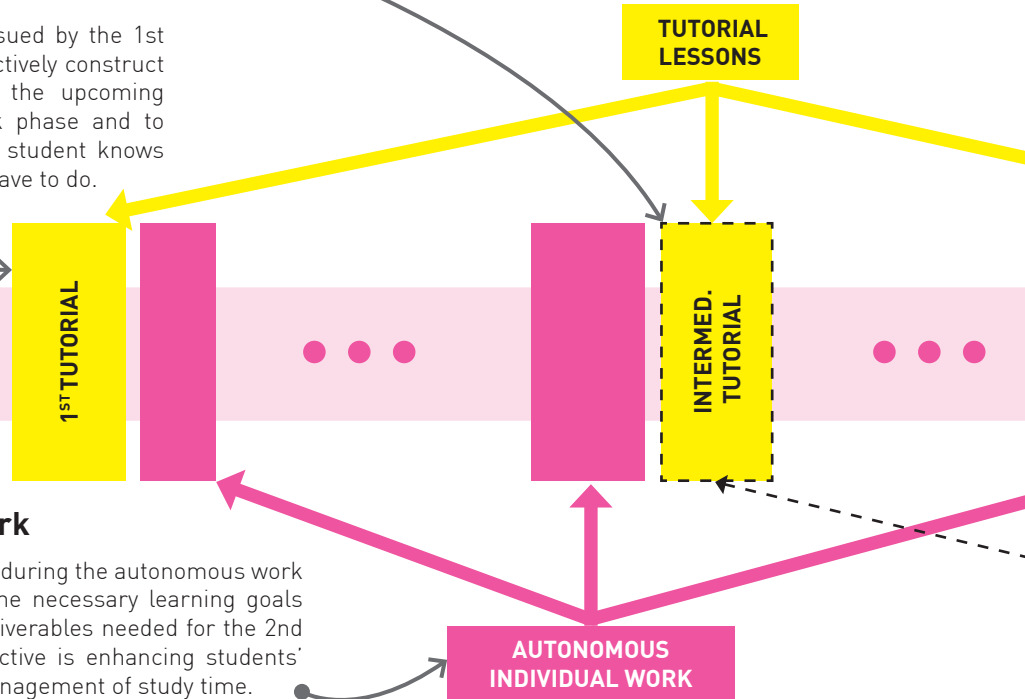 TUTORIAL
LESSONS
sued by the 1st
ctively construct
the upcoming
phase and to
student knows
ave to do.
1ST TUTORIAL
INTERMED.
TUTORIAL
rk
during the autonomous work
he necessary learning goals
iverables needed for the 2nd
ctive is enhancing students’
nagement of study time.
AUTONOMOUS
INDIVIDUAL WORK